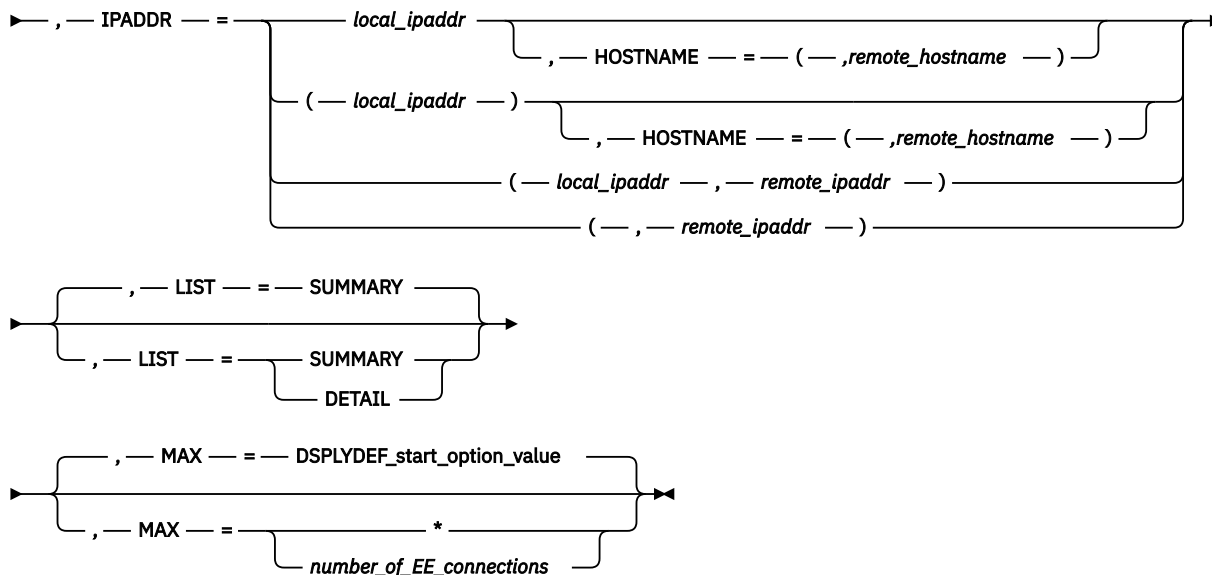 , IPADDR = local_ipaddr
, HOSTNAME = ( ,remote_hostname )
( local_ipaddr )
, HOSTNAME = ( ,remote_hostname )
( local_ipaddr , remote_ipaddr )
( , remote_ipaddr )
, LIST = SUMMARY
, LIST = SUMMARY
DETAIL
, MAX = DSPLYDEF_start_option_value
, MAX = *
number_of_EE_connections